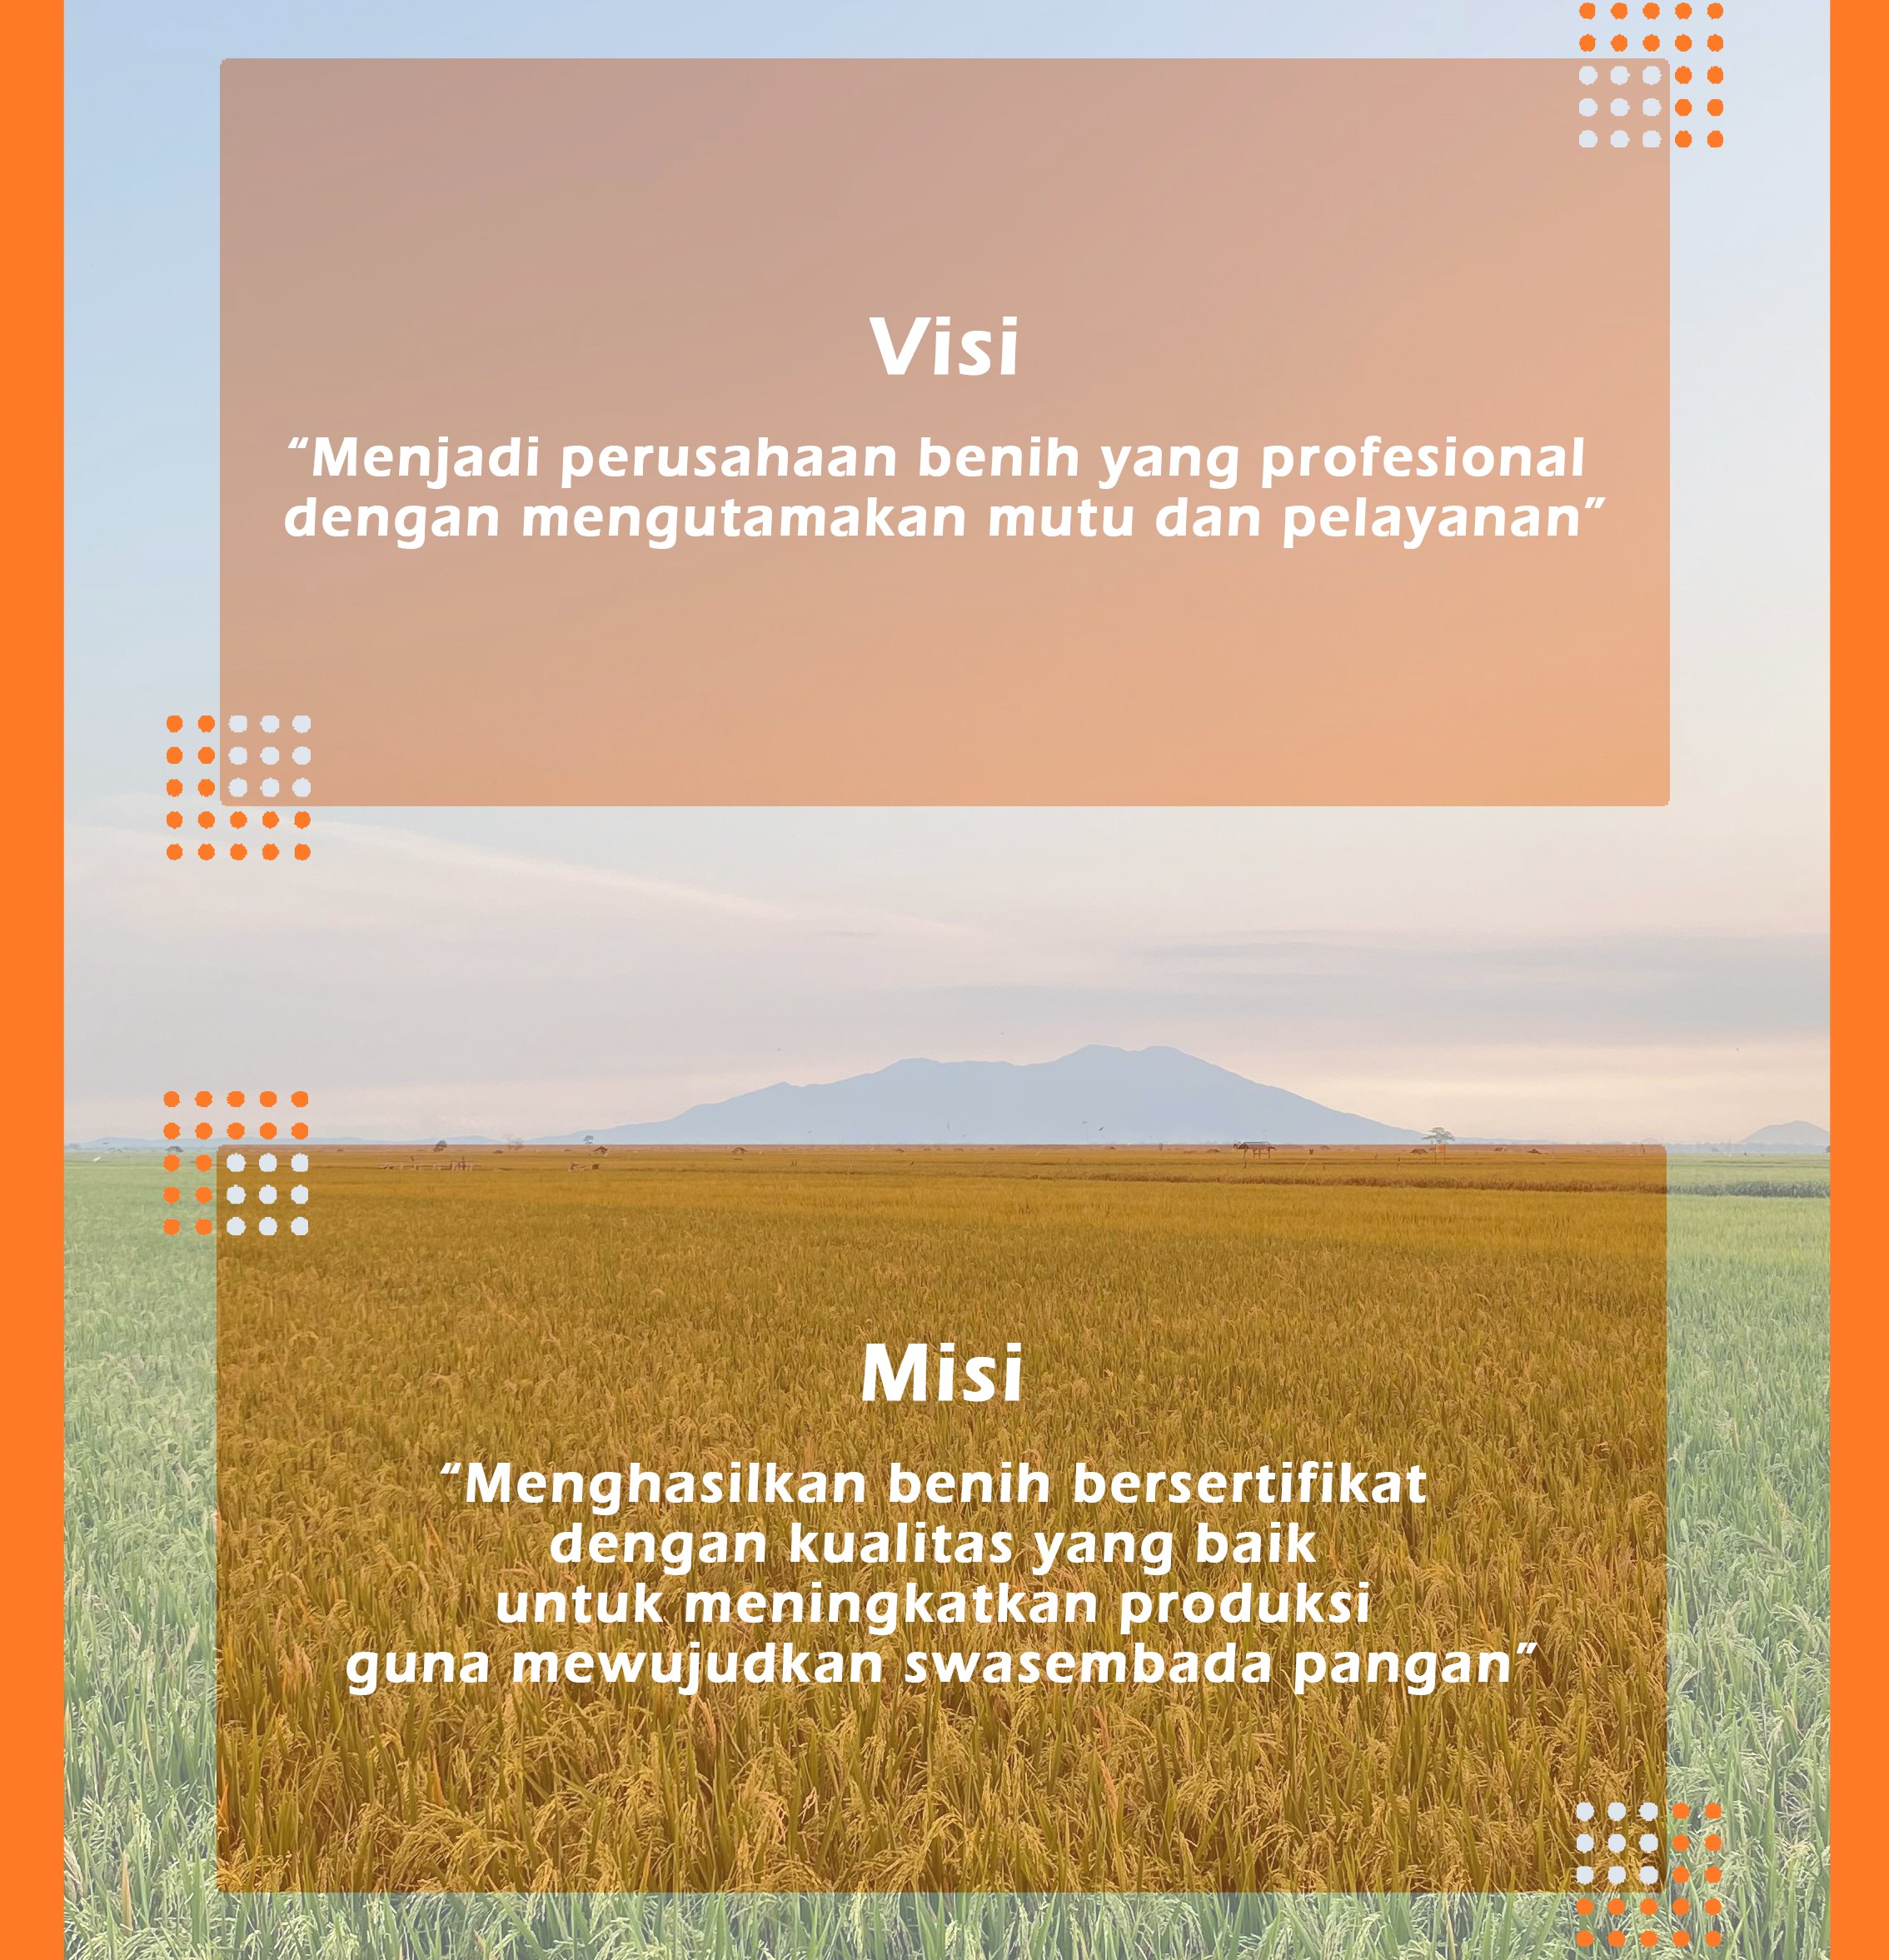 Visi
“Menjadi perusahaan benih yang profesional
dengan mengutamakan mutu dan pelayanan”
Misi
“Menghasilkan benih bersertifikat
dengan kualitas yang baik
untuk meningkatkan produksi
guna mewujudkan swasembada pangan”